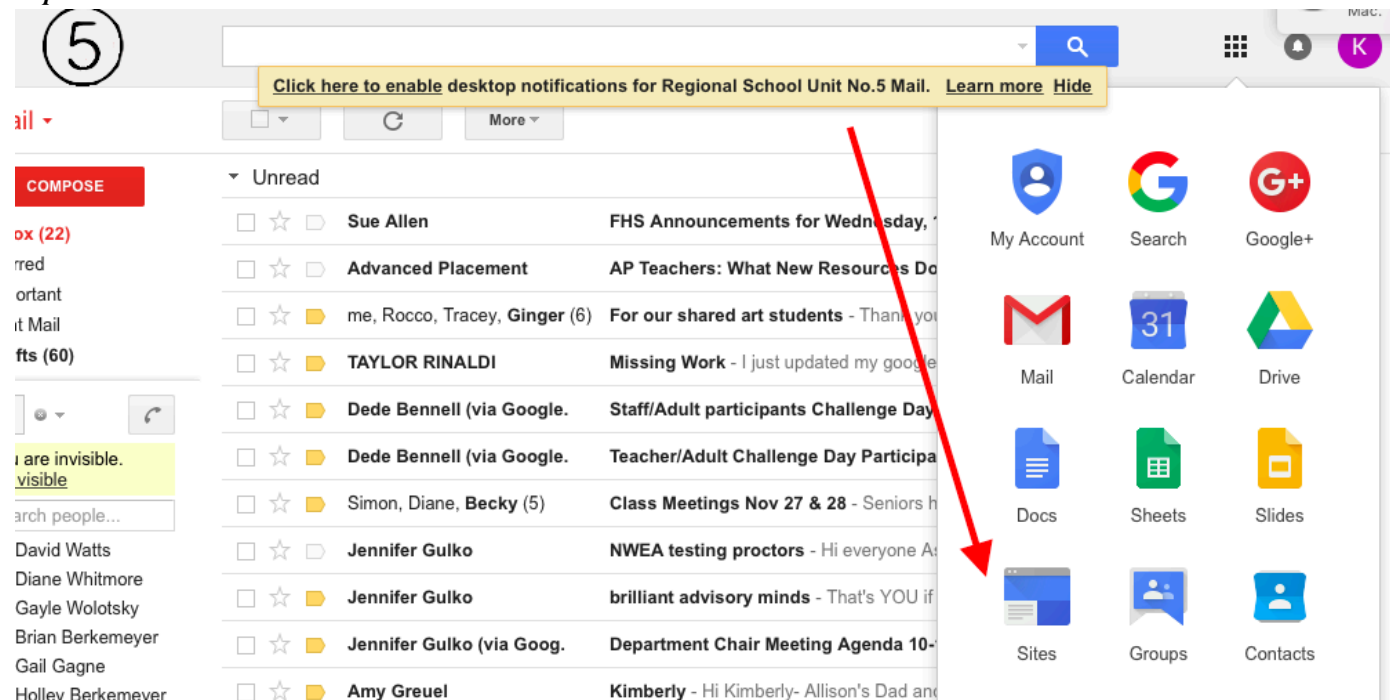 Mac.
5
K
Click here to enable desktop notifications for Regional School Unit No.5 Mail. Learn more Hide
ail
More
COMPOSE
Unread
ox (22)
rred
ortant
nt Mail
fts (60)
u are invisible.
visible
arch people...
David Watts
Diane Whitmore
Gayle Wolotsky
Brian Berkemeyer
Gail Gagne
Holley Berkemeyer
Sue Allen FHS Announcements for Wednesday,
Advanced Placement AP Teachers: What New Resources Do
me, Rocco, Tracey, Ginger (6) For our shared art students - Thank you
TAYLOR RINALDI Missing Work - I just updated my google
Dede Bennell (via Google. Staff/Adult participants Challenge Day
Dede Bennell (via Google. Teacher/Adult Challenge Day Participa
Simon, Diane, Becky (5) Class Meetings Nov 27 & 28 - Seniors h
Jennifer Gulko NWEA testing proctors - Hi everyone As
Jennifer Gulko brilliant advisory minds - That's YOU if
Jennifer Gulko (via Goog. Department Chair Meeting Agenda 10-
Amy Greuel Kimberly - Hi Kimberly- Allison's Dad and
My Account Search Google+
G+
31
Mail Calendar Drive
Docs Sheets Slides
Sites Groups Contacts